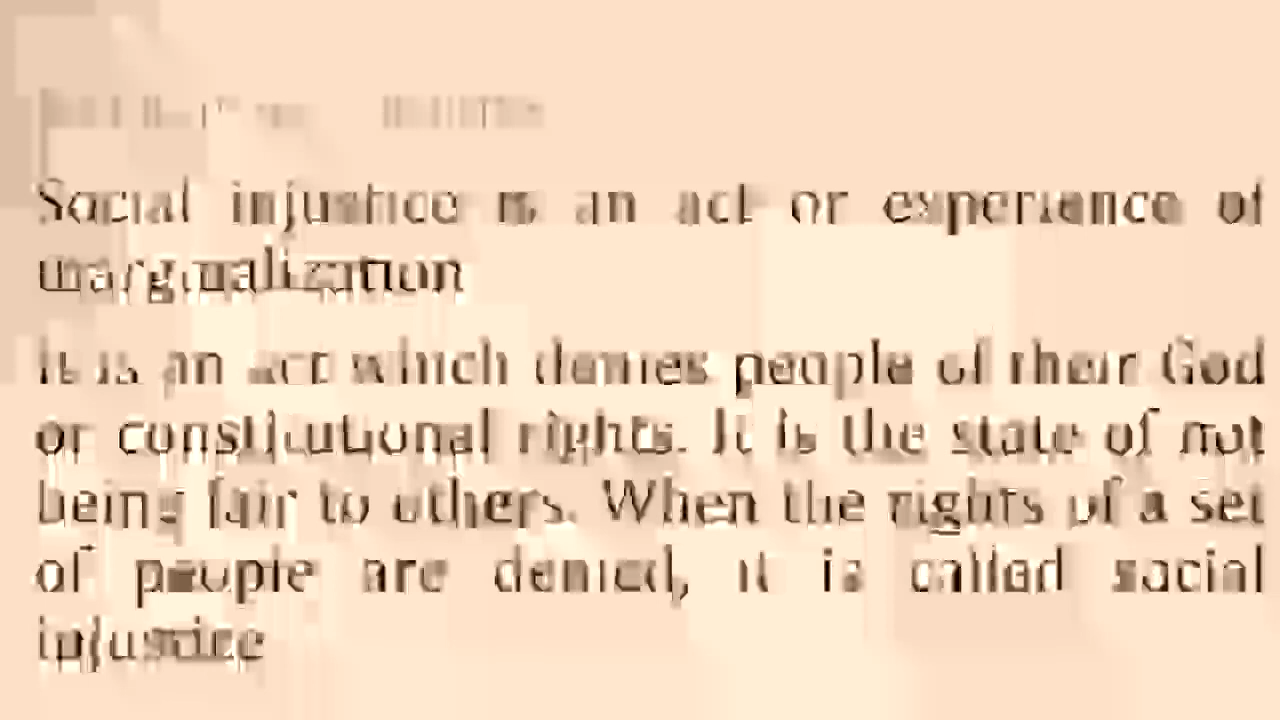 Social injustice is an act or experience of
marginalization
It is an act which denies people of their God
or constitutional rights. It is the state of not
being fair to others. When the rights of a set
of people are denied, it is called social
injustice